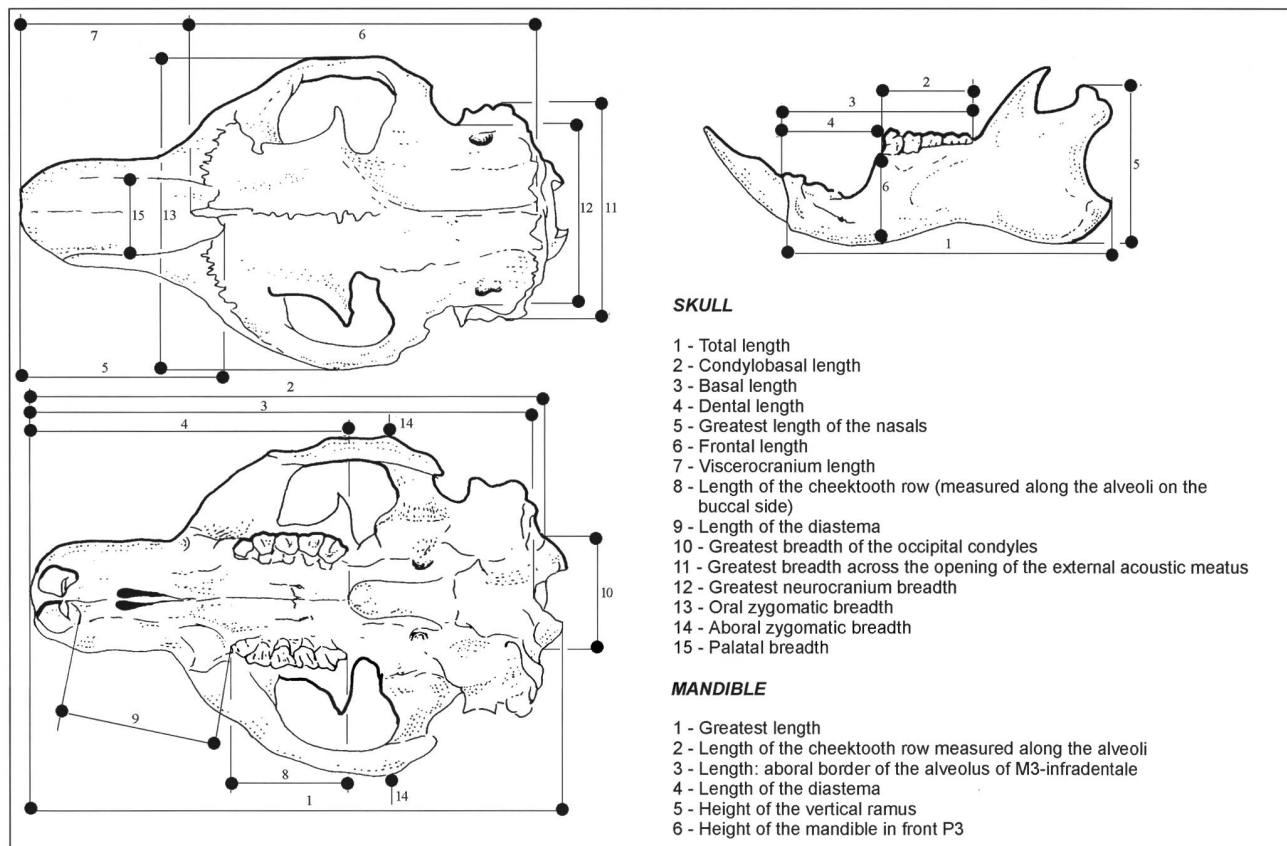 7
6
15
13
12
11
5
2
3
4
14
10
9
8
1
14
2
3
4
5
6
1
SKULL
1 - Total length
2 - Condylobasal length
3 - Basal length
4 - Dental length
5 - Greatest length of the nasals
6 - Frontal length
7 - Viscerocranium length
8 - Length of the cheektooth row (measured along the alveoli on the
buccal side)
9 - Length of the diastema
10 - Greatest breadth of the occipital condyles
11 - Greatest breadth across the opening of the external acoustic meatus
12 - Greatest neurocranium breadth
13 - Oral zygomatic breadth
14 - Aboral zygomatic breadth
15 - Palatal breadth
MANDIBLE
1 - Greatest length
2 - Length of the cheektooth row measured along the alveoli
3 - Length: aboral border of the alveolus of M3-infradentale
4 - Length of the diastema
5 - Height of the vertical ramus
6 - Height of the mandible in front P3